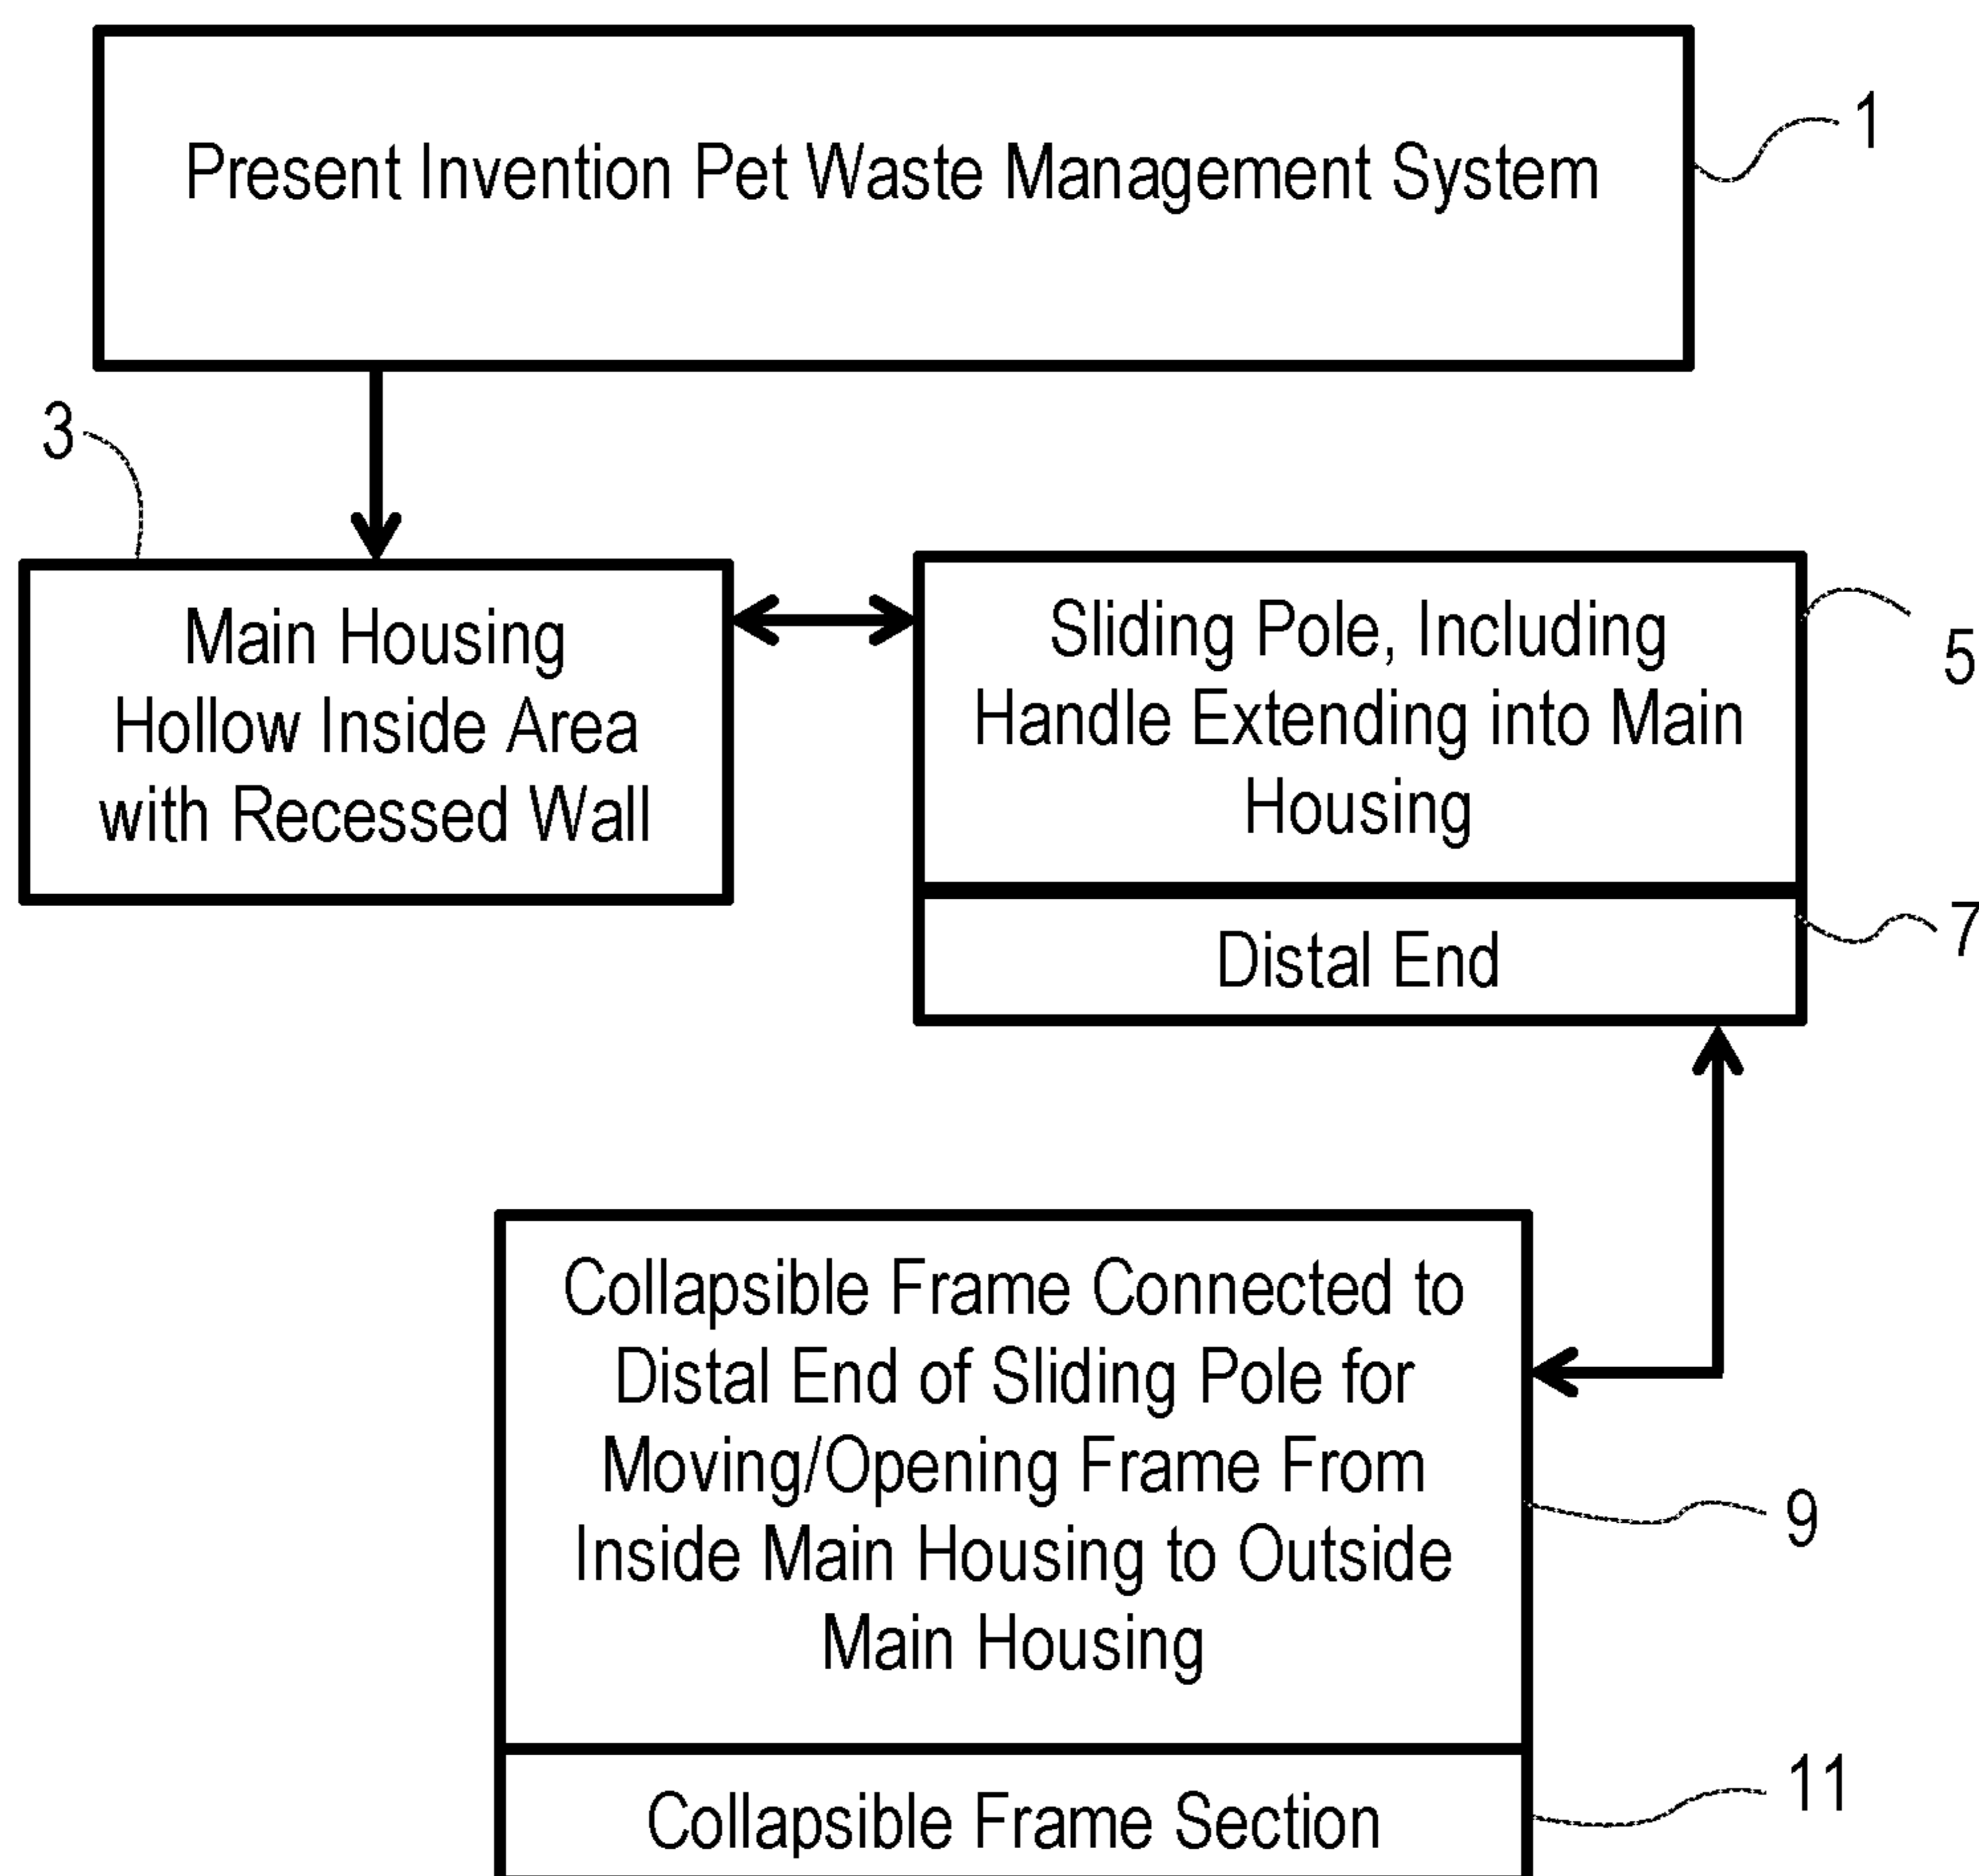 Present Invention Pet Waste Management System
1
3
Main Housing
Hollow Inside Area
with Recessed Wall
Sliding Pole, Including
Handle Extending into Main
Housing
5
Distal End
7
Collapsible Frame Connected to
Distal End of Sliding Pole for
Moving/Opening Frame From
Inside Main Housing to Outside
Main Housing
9
Collapsible Frame Section
11